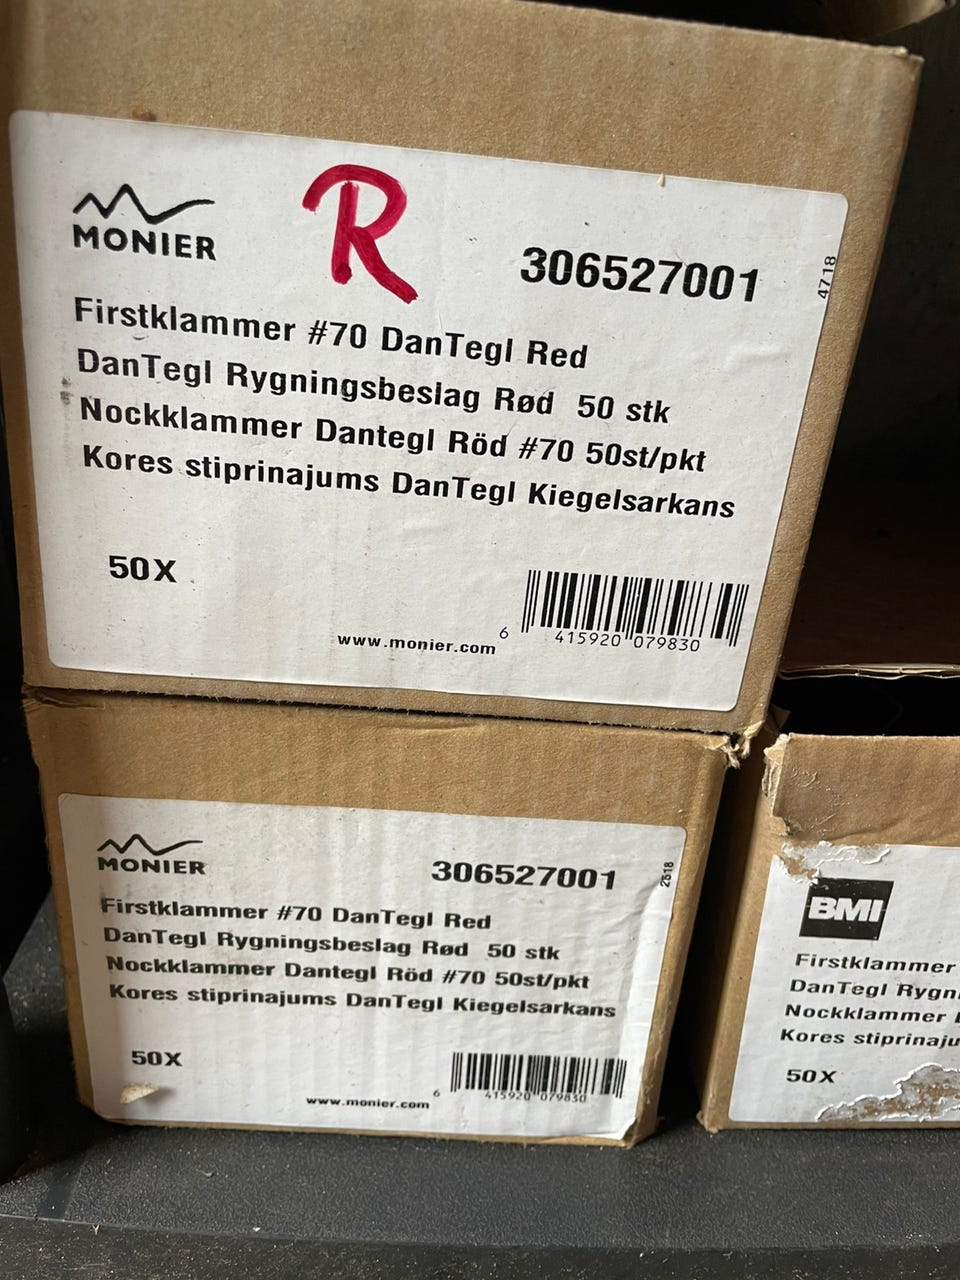 MONIER
R
306527001
4718
Firstklammer #70 DanTegl Red
DanTegl Rygningsbeslag Rød 50 stk
Nockklammer Dantegl Röd #70 50st/pkt
Kores stiprinajums DanTegl Kiegelsarkans
50X
www.monier.com
6 415920 079830
MONIER
306527001
2518
Firstklammer #70 DanTegl Red
DanTegl Rygningsbeslag Rød 50 stk
Nockklammer Dantegl Röd #70 50st/pkt
Kores stiprinajums DanTegl Kiegelsarkans
50X
www.monier.com
6 415920 079830
BMI
Firstklammer
DanTegl Rygn
Nockklammer
Kores stiprinaju
50X